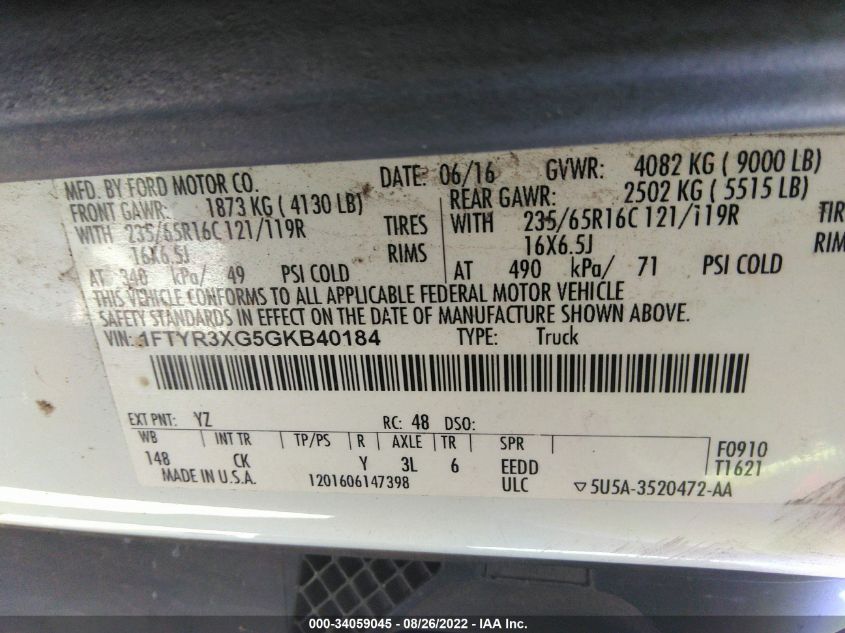 MFD. BY FORD MOTOR CO. DATE: 06/16 GVWR: 4082 KG ( 9000 LB)
FRONT GAWR: 1873 KG ( 4130 LB) REAR GAWR: 2502 KG ( 5515 LB)
WITH 235/65R16C 121/119R TIRES WITH 235/65R16C 121/119R TIR
16X6.5J RIMS 16X6.5J RIM
AT 340 kPa/ 49 PSI COLD AT 490 kPa/ 71 PSI COLD
THIS VEHICLE CONFORMS TO ALL APPLICABLE FEDERAL MOTOR VEHICLE
SAFETY STANDARDS IN EFFECT ON THE DATE OF MANUFACTURE SHOWN ABOVE.
VIN: 1FTYR3XG5GKB40184 TYPE: Truck
EXT PNT: YZ RC: 48 DSO:
WB INT TR TP/PS R AXLE TR SPR F0910
148 CK Y 3L 6 EEDD T1621
MADE IN U.S.A. 1201606147398 ULC ▽5U5A-3520472-AA
000-34059045 - 08/26/2022 - IAA Inc.